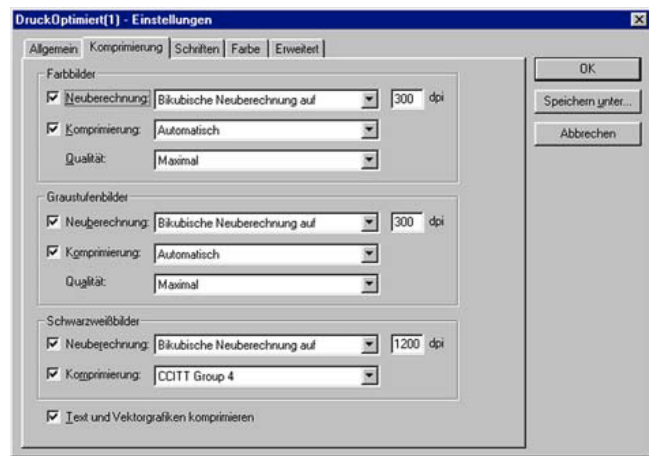 DruckOptimiert(1) - Einstellungen
Allgemein Komprimierung Schriften Farbe Erweitert
Farbbilder
Neuberechnung: Bikubische Neuberechnung auf 300 dpi
Komprimierung: Automatisch
Qualität: Maximal
Graustufenbilder
Neuberechnung: Bikubische Neuberechnung auf 300 dpi
Komprimierung: Automatisch
Qualität: Maximal
Schwarzweißbilder
Neuberechnung: Bikubische Neuberechnung auf 1200 dpi
Komprimierung: CCITT Group 4
Text und Vektorgrafiken komprimieren
OK
Speichern unter...
Abbrechen